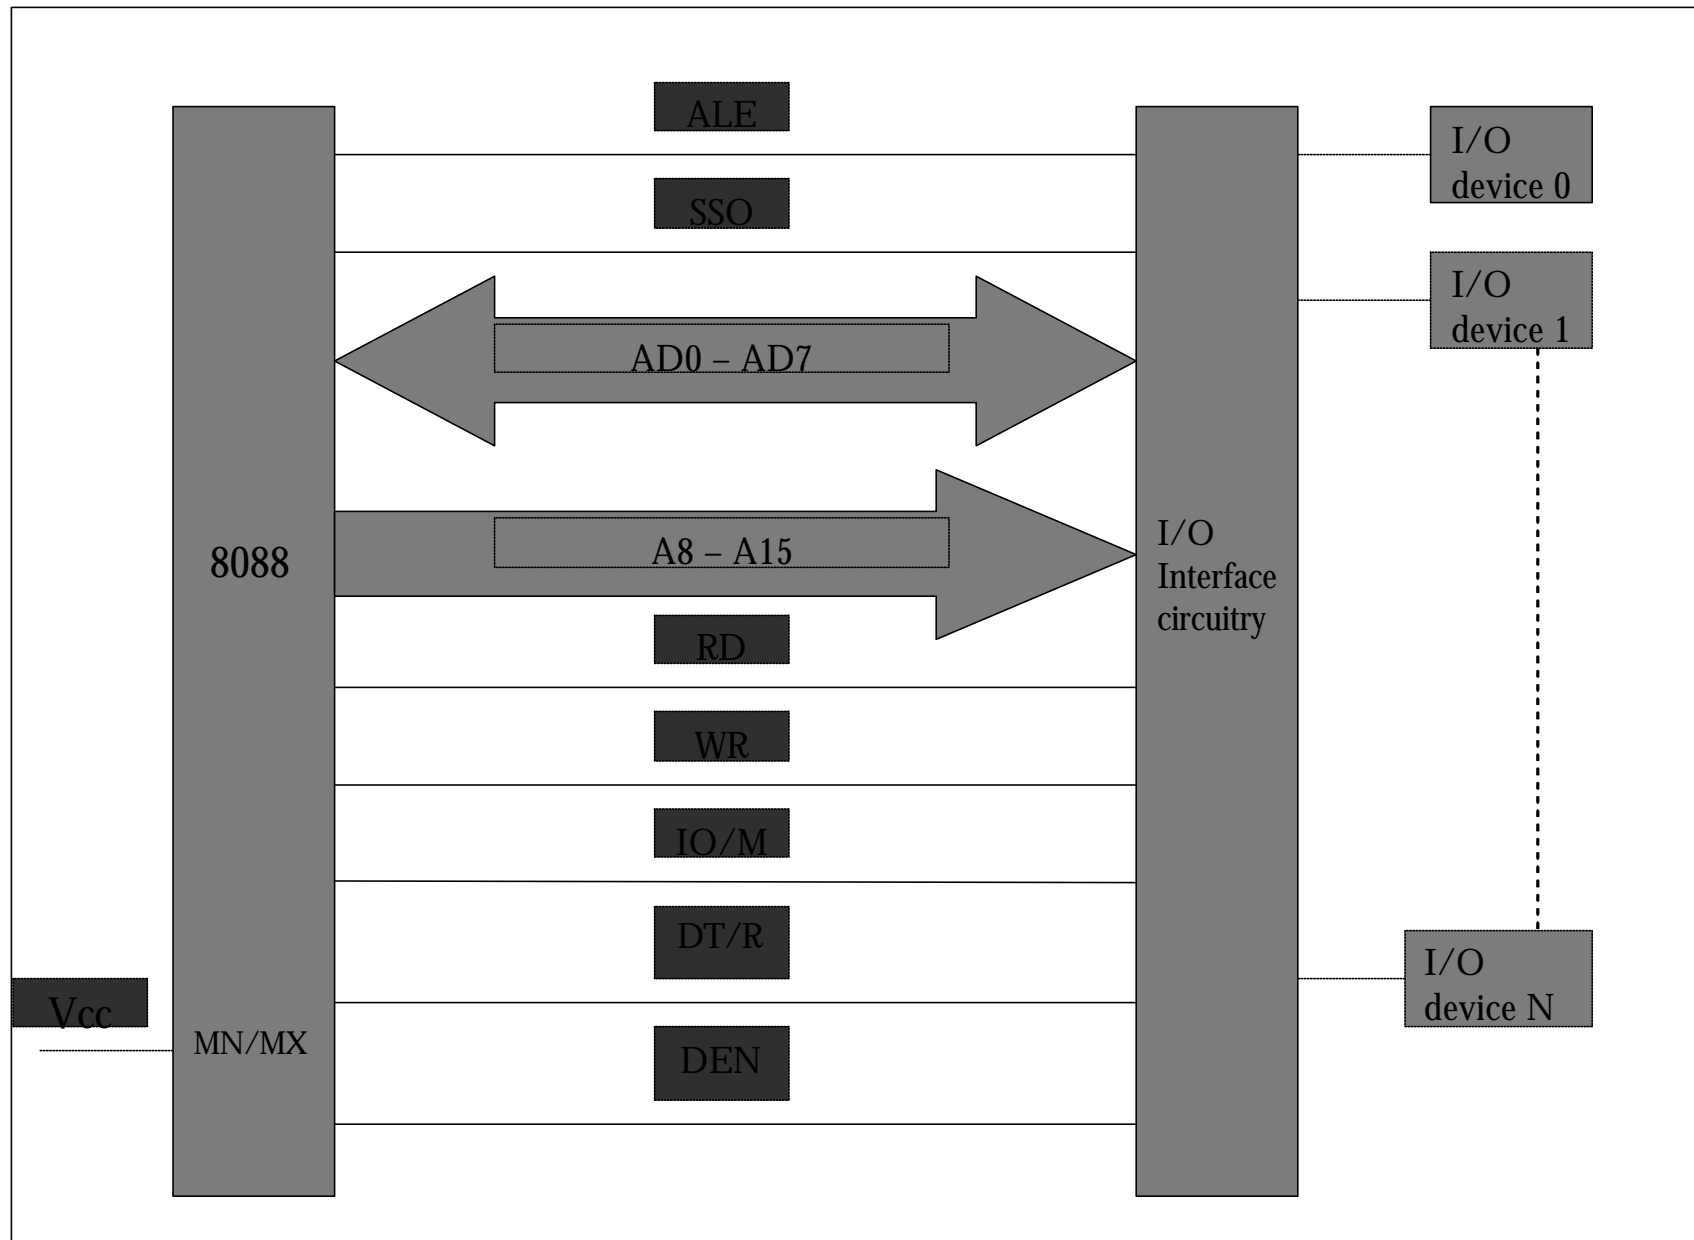 ALE
SSO
AD0 – AD7
A8 – A15
8088
RD
WR
IO/M
DT/R
DEN
Vcc
MN/MX
I/O
Interface
circuitry
I/O
device 0
I/O
device 1
I/O
device N